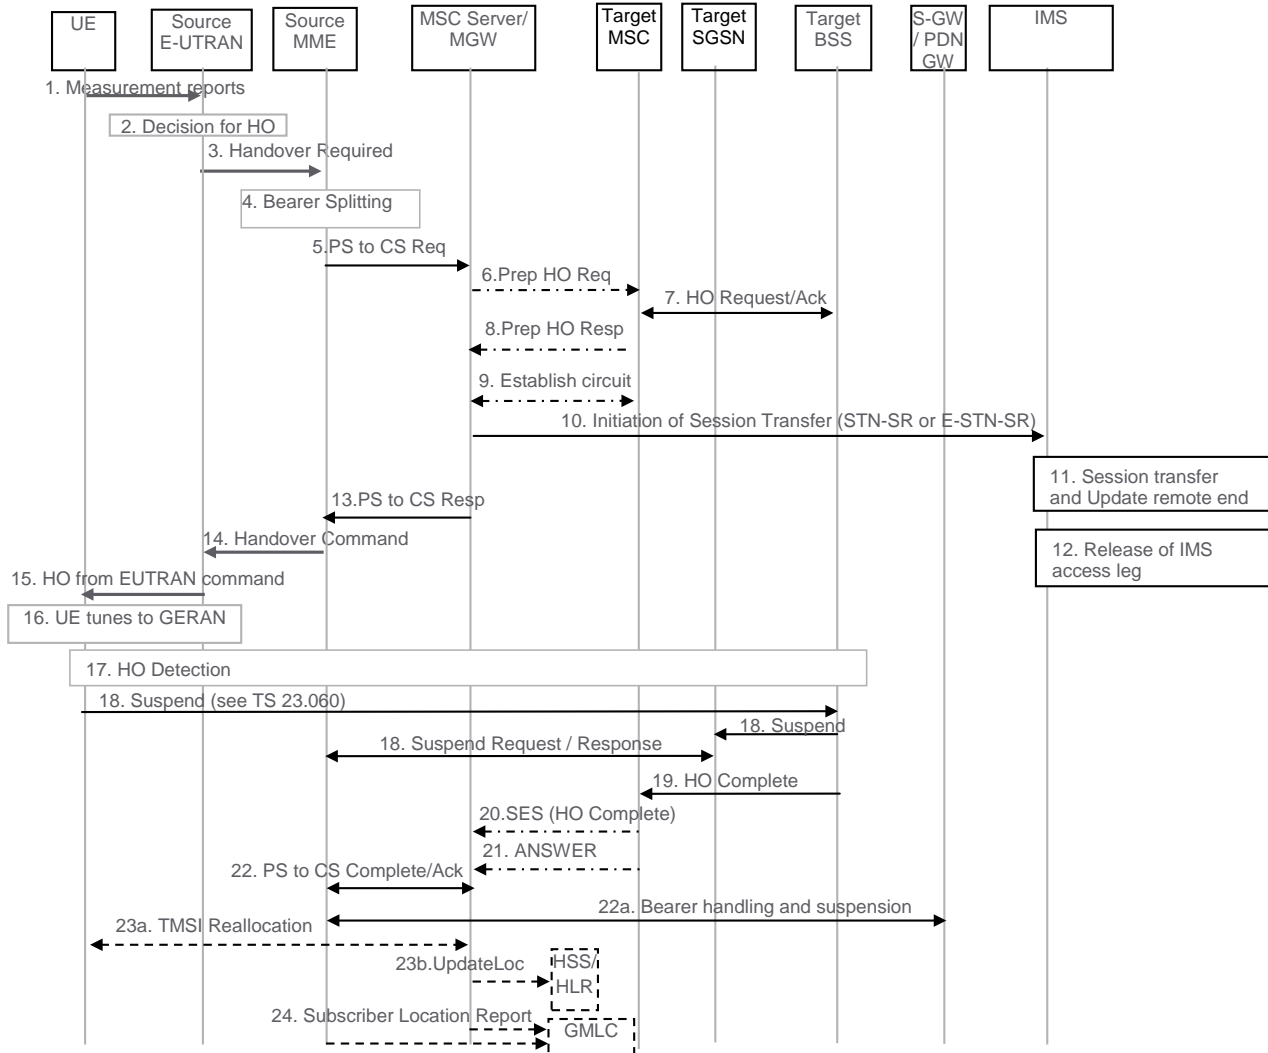 UE
Source
E-UTRAN
Source
MME
MSC Server/
MGW
Target
MSC
Target
SGSN
Target
BSS
S-GW
/ PDN
GW
IMS
1. Measurement reports
2. Decision for HO
3. Handover Required
4. Bearer Splitting
5.PS to CS Req
6.Prep HO Req
7. HO Request/Ack
8.Prep HO Resp
9. Establish circuit
10. Initiation of Session Transfer (STN-SR or E-STN-SR)
11. Session transfer
and Update remote end
13.PS to CS Resp
14. Handover Command
12. Release of IMS
access leg
15. HO from EUTRAN command
16. UE tunes to GERAN
17. HO Detection
18. Suspend (see TS 23.060)
18. Suspend
18. Suspend Request / Response
19. HO Complete
20.SES (HO Complete)
21. ANSWER
22. PS to CS Complete/Ack
22a. Bearer handling and suspension
23a. TMSI Reallocation
23b.UpdateLoc
HSS/
HLR
24. Subscriber Location Report
GMLC